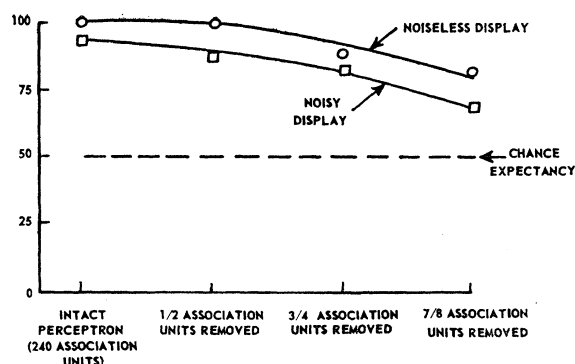 100
NOISELESS DISPLAY
75
NOISY
DISPLAY
50
CHANCE
EXPECTANCY
25
0
INTACT
PERCEPTRON
(240 ASSOCIATION
UNITS)
1/2 ASSOCIATION
UNITS REMOVED
3/4 ASSOCIATION
UNITS REMOVED
7/8 ASSOCIATION
UNITS REMOVED